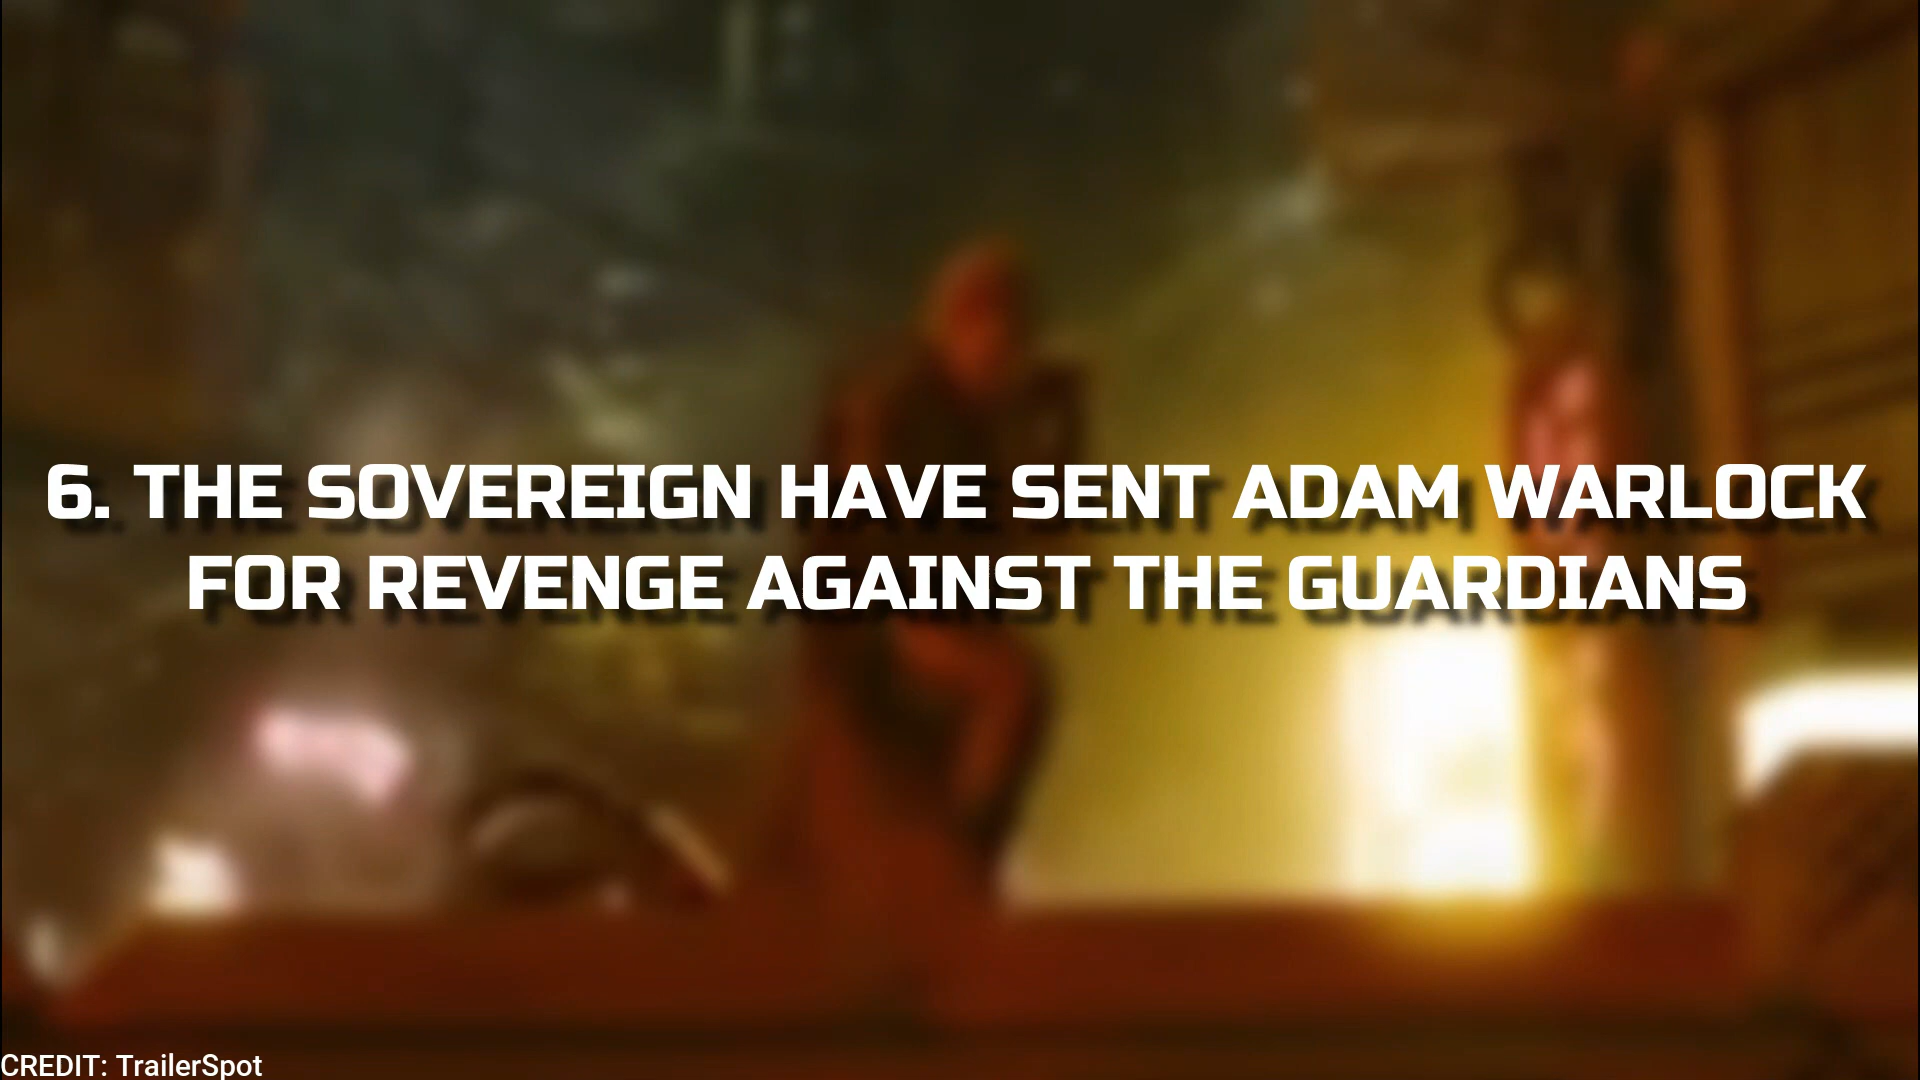 6. THE SOVEREIGN HAVE SENT ADAM WARLOCK
FOR REVENGE AGAINST THE GUARDIANS
CREDIT: TrailerSpot